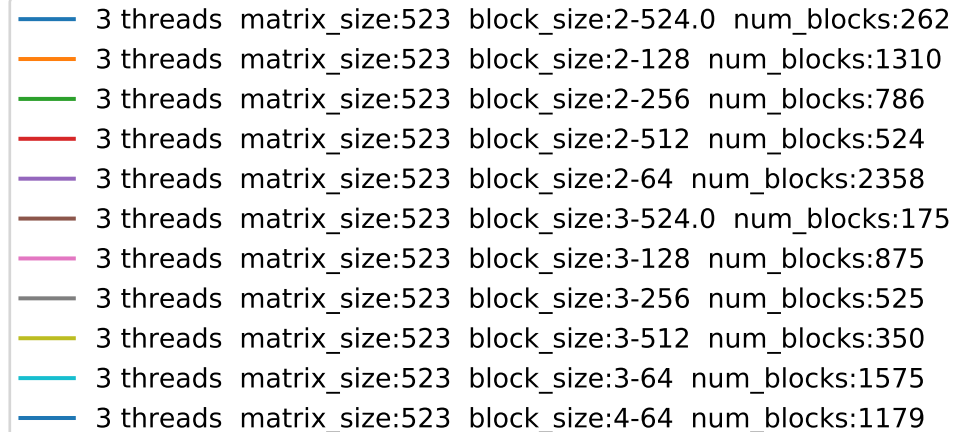 3 threads matrix_size:523 block_size:2-524.0 num_blocks:262
3 threads matrix_size:523 block_size:2-128 num_blocks:1310
3 threads matrix_size:523 block_size:2-256 num_blocks:786
3 threads matrix_size:523 block_size:2-512 num_blocks:524
3 threads matrix_size:523 block_size:2-64 num_blocks:2358
3 threads matrix_size:523 block_size:3-524.0 num_blocks:175
3 threads matrix_size:523 block_size:3-128 num_blocks:875
3 threads matrix_size:523 block_size:3-256 num_blocks:525
3 threads matrix_size:523 block_size:3-512 num_blocks:350
3 threads matrix_size:523 block_size:3-64 num_blocks:1575
3 threads matrix_size:523 block_size:4-64 num_blocks:1179